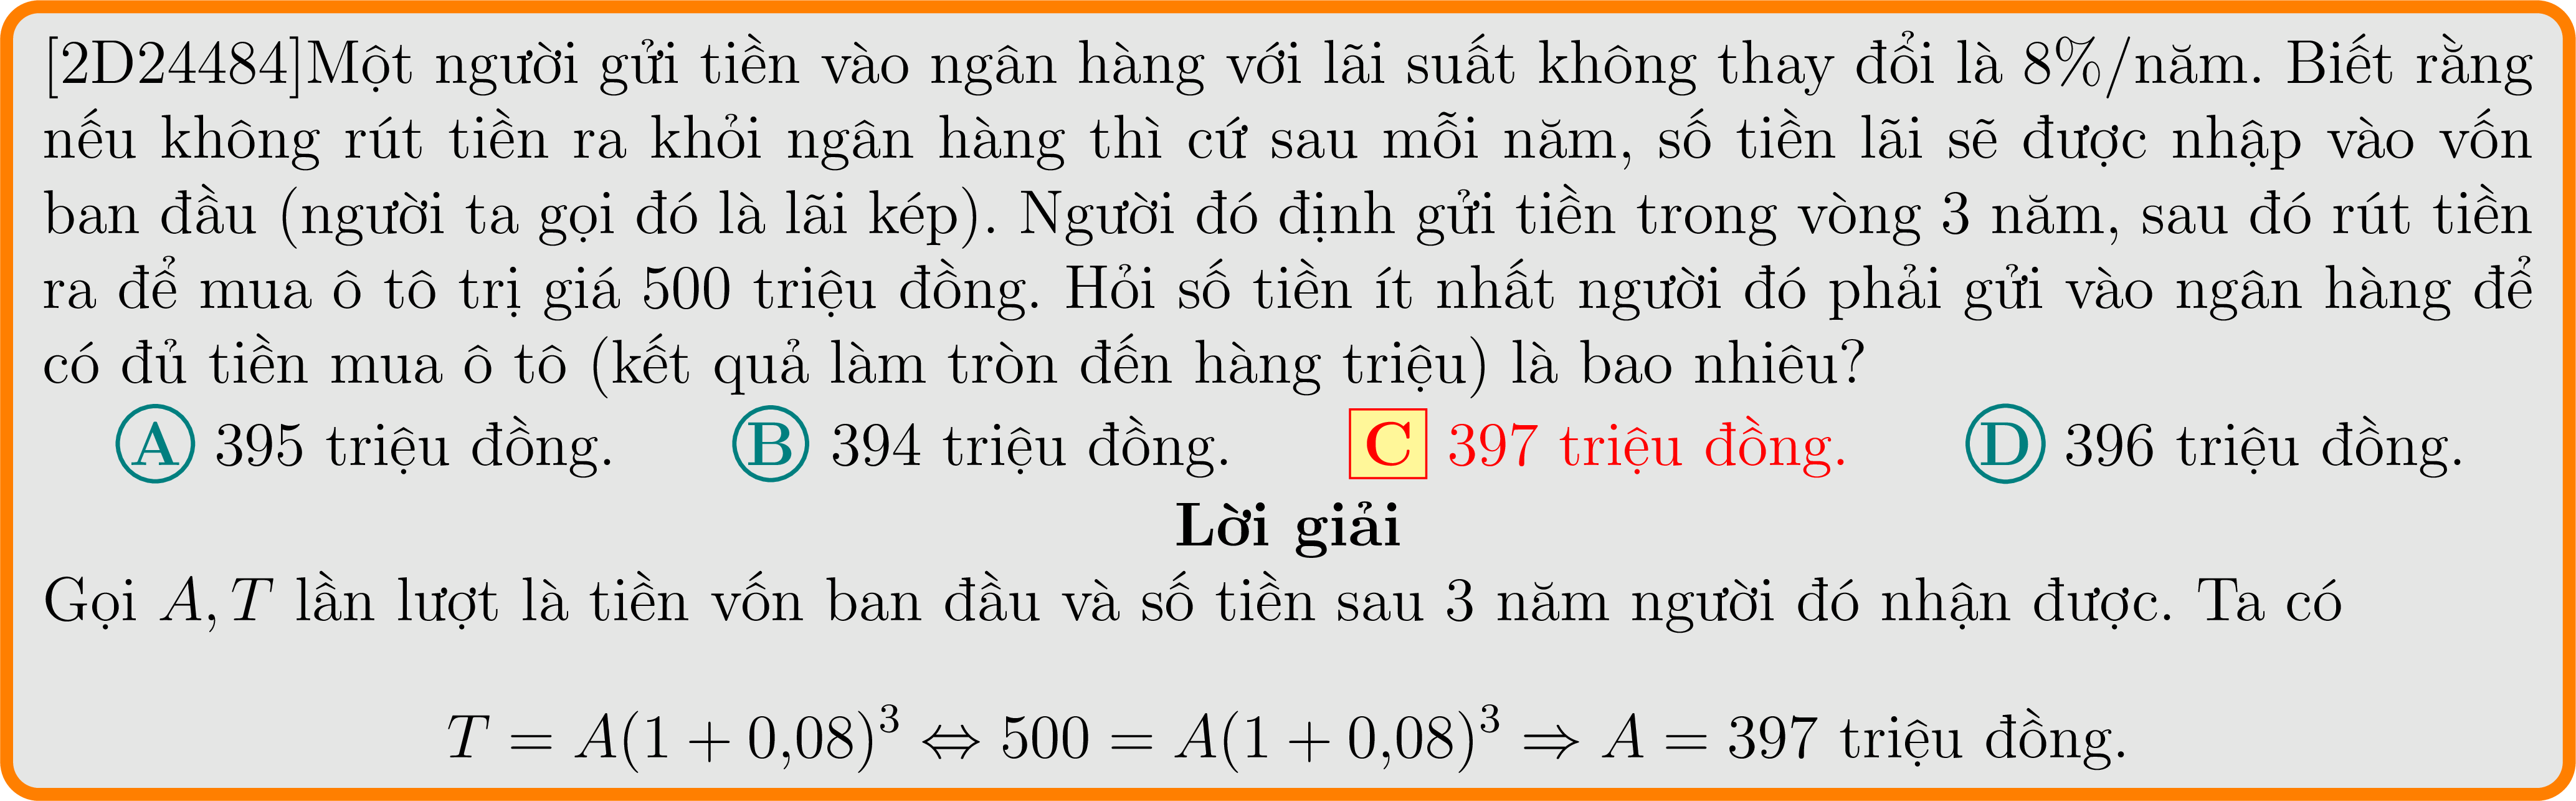 [2D24484]Một người gửi tiền vào ngân hàng với lãi suất không thay đổi là 8%/năm. Biết rằng
nếu không rút tiền ra khỏi ngân hàng thì cứ sau mỗi năm, số tiền lãi sẽ được nhập vào vốn
ban đầu (người ta gọi đó là lãi kép). Người đó định gửi tiền trong vòng 3 năm, sau đó rút tiền
ra để mua ô tô trị giá 500 triệu đồng. Hỏi số tiền ít nhất người đó phải gửi vào ngân hàng để
có đủ tiền mua ô tô (kết quả làm tròn đến hàng triệu) là bao nhiêu?
A 395 triệu đồng. B 394 triệu đồng. C 397 triệu đồng. D 396 triệu đồng.
Lời giải
Gọi A, T lần lượt là tiền vốn ban đầu và số tiền sau 3 năm người đó nhận được. Ta có
T = A(1 + 0,08)³ ⇔ 500 = A(1 + 0,08)³ ⇒ A = 397 triệu đồng.